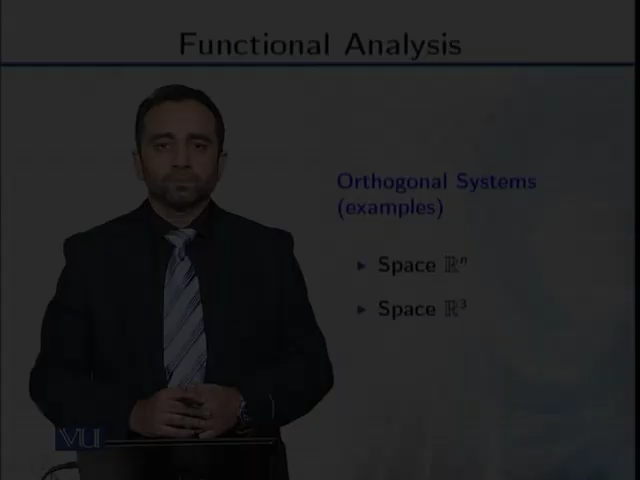 Functional Analysis
Orthogonal Systems
(examples)
▸ Space ℝⁿ
▸ Space ℝ³
VU